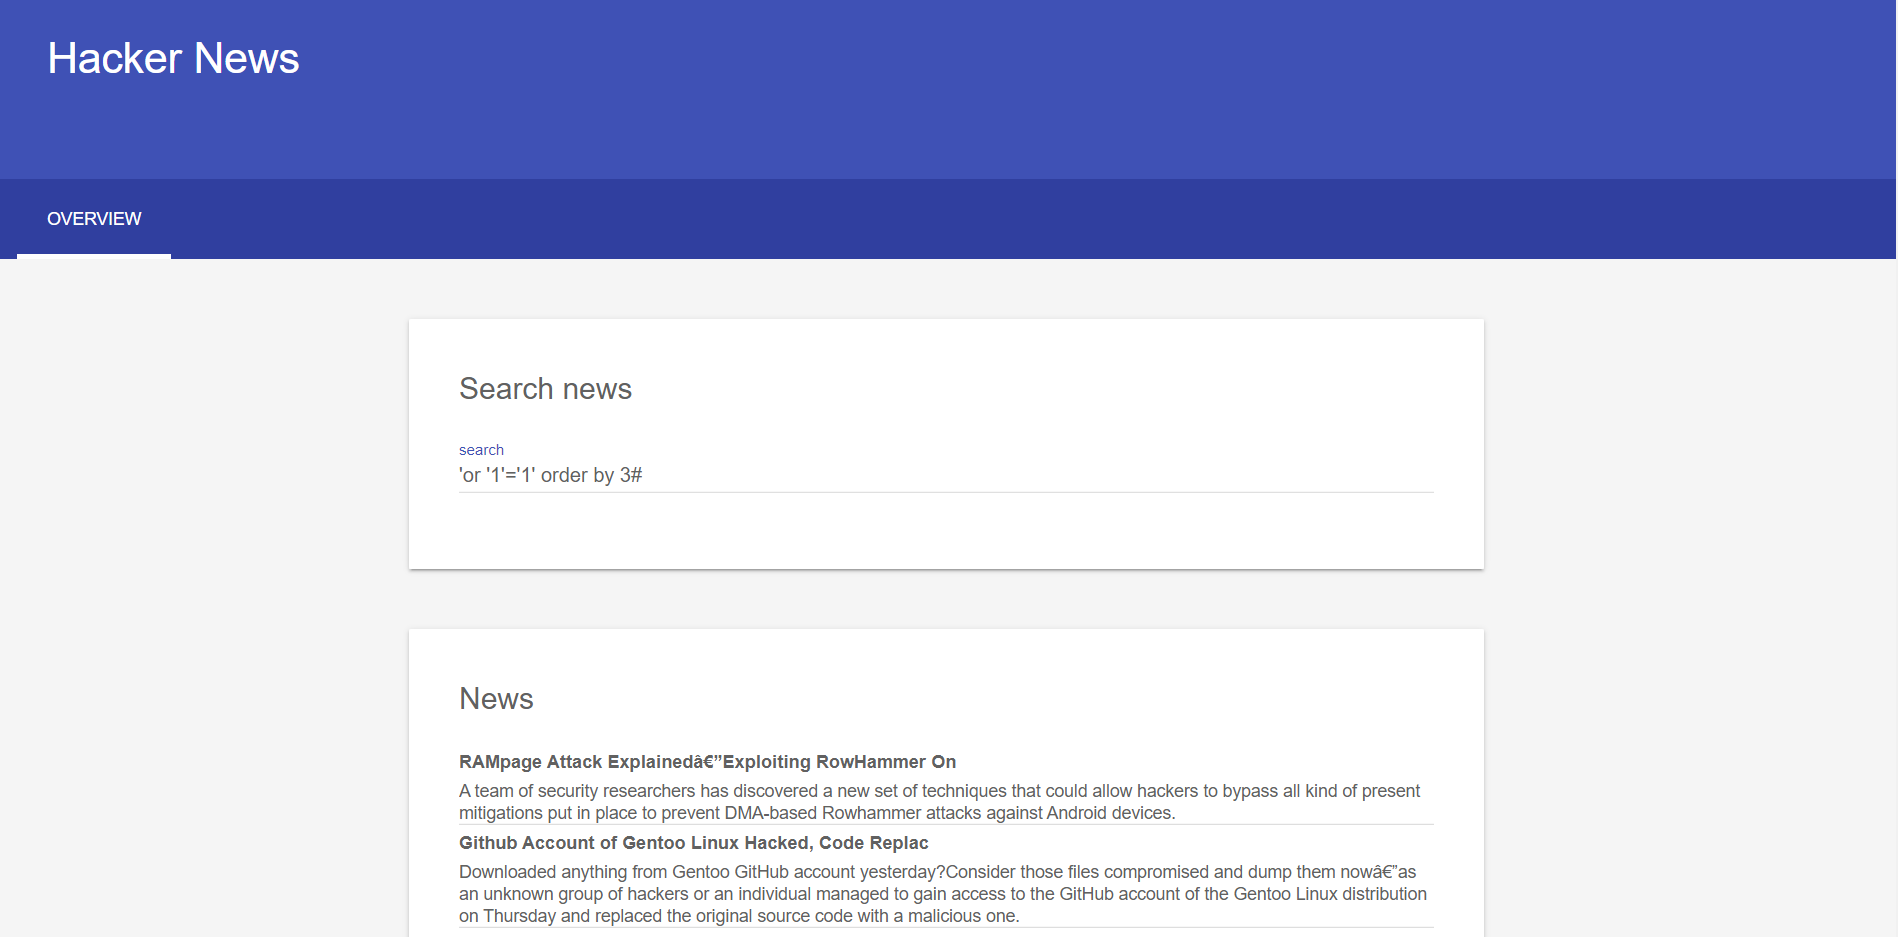 Hacker News
OVERVIEW
Search news
search
'or '1'='1' order by 3#
News
RAMpage Attack Explainedâ€”Exploiting RowHammer On
A team of security researchers has discovered a new set of techniques that could allow hackers to bypass all kind of present
mitigations put in place to prevent DMA-based Rowhammer attacks against Android devices.
Github Account of Gentoo Linux Hacked, Code Replac
Downloaded anything from Gentoo GitHub account yesterday?Consider those files compromised and dump them nowâ€”as
an unknown group of hackers or an individual managed to gain access to the GitHub account of the Gentoo Linux distribution
on Thursday and replaced the original source code with a malicious one.